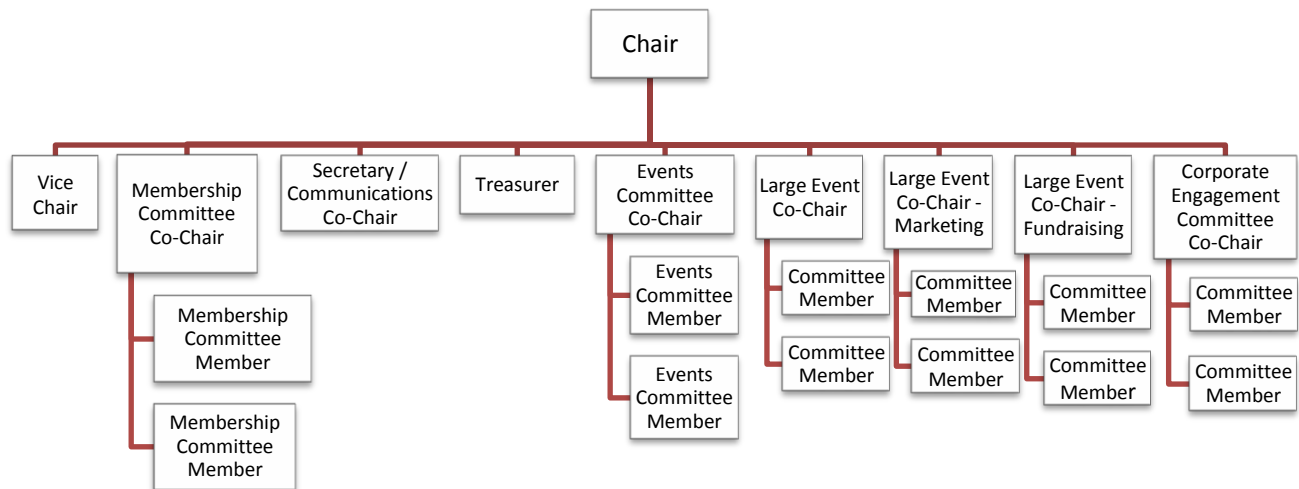 Chair
Vice
Chair
Membership
Committee
Co-Chair
Secretary /
Communications
Co-Chair
Treasurer
Events
Committee
Co-Chair
Large Event
Co-Chair
Large Event
Co-Chair -
Marketing
Large Event
Co-Chair -
Fundraising
Corporate
Engagement
Committee
Co-Chair
Membership
Committee
Member
Membership
Committee
Member
Events
Committee
Member
Events
Committee
Member
Committee
Member
Committee
Member
Committee
Member
Committee
Member
Committee
Member
Committee
Member
Committee
Member
Committee
Member